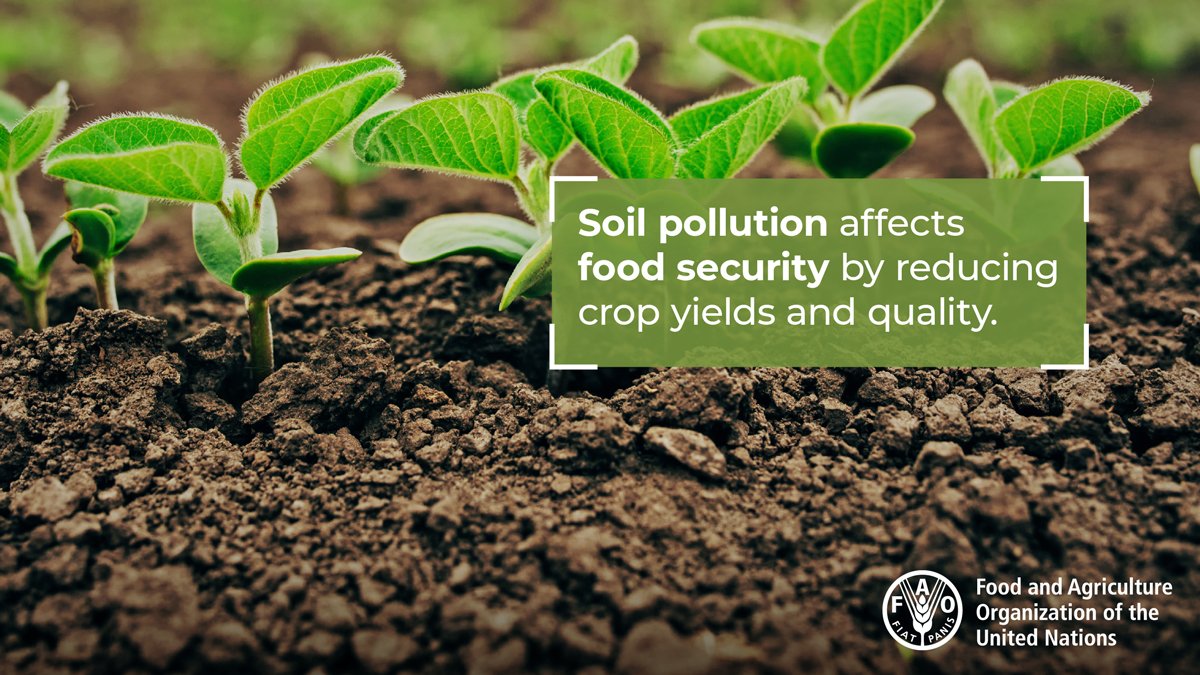 Soil pollution affects
food security by reducing
crop yields and quality.
F A O
FIAT PANIS
Food and Agriculture
Organization of the
United Nations